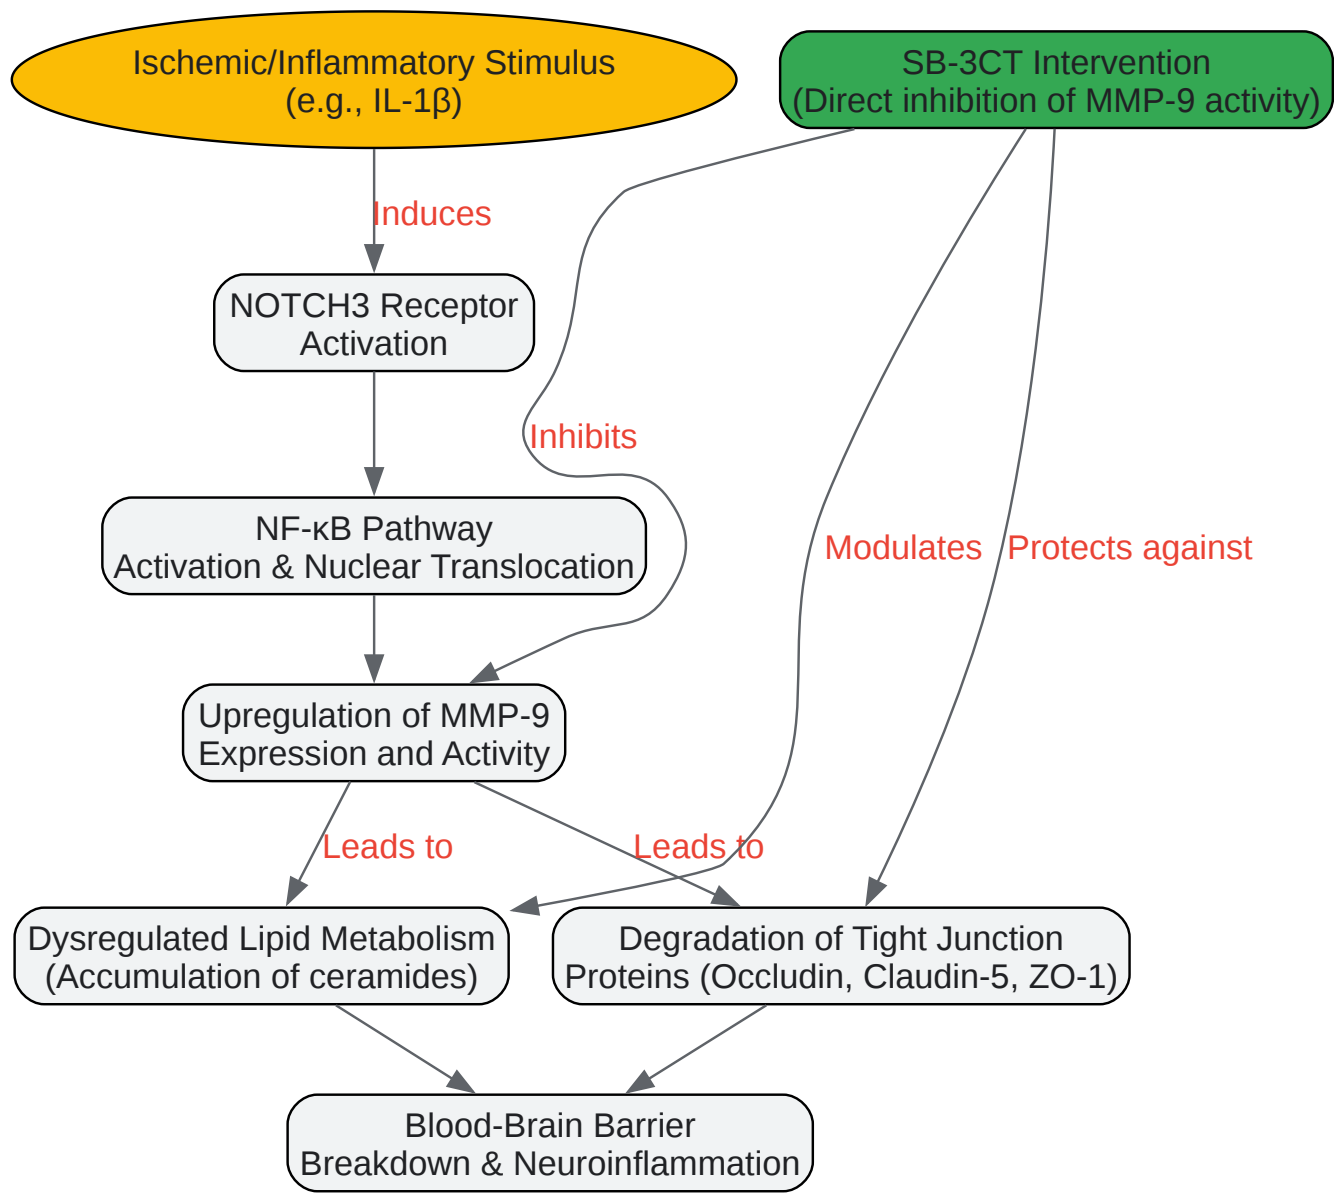 Ischemic/Inflammatory Stimulus
(e.g., IL-1β)
SB-3CT Intervention
(Direct inhibition of MMP-9 activity)
Induces
NOTCH3 Receptor
Activation
Inhibits
NF-κB Pathway
Activation & Nuclear Translocation
Modulates
Protects against
Upregulation of MMP-9
Expression and Activity
Leads to
Leads to
Dysregulated Lipid Metabolism
(Accumulation of ceramides)
Degradation of Tight Junction
Proteins (Occludin, Claudin-5, ZO-1)
Blood-Brain Barrier
Breakdown & Neuroinflammation